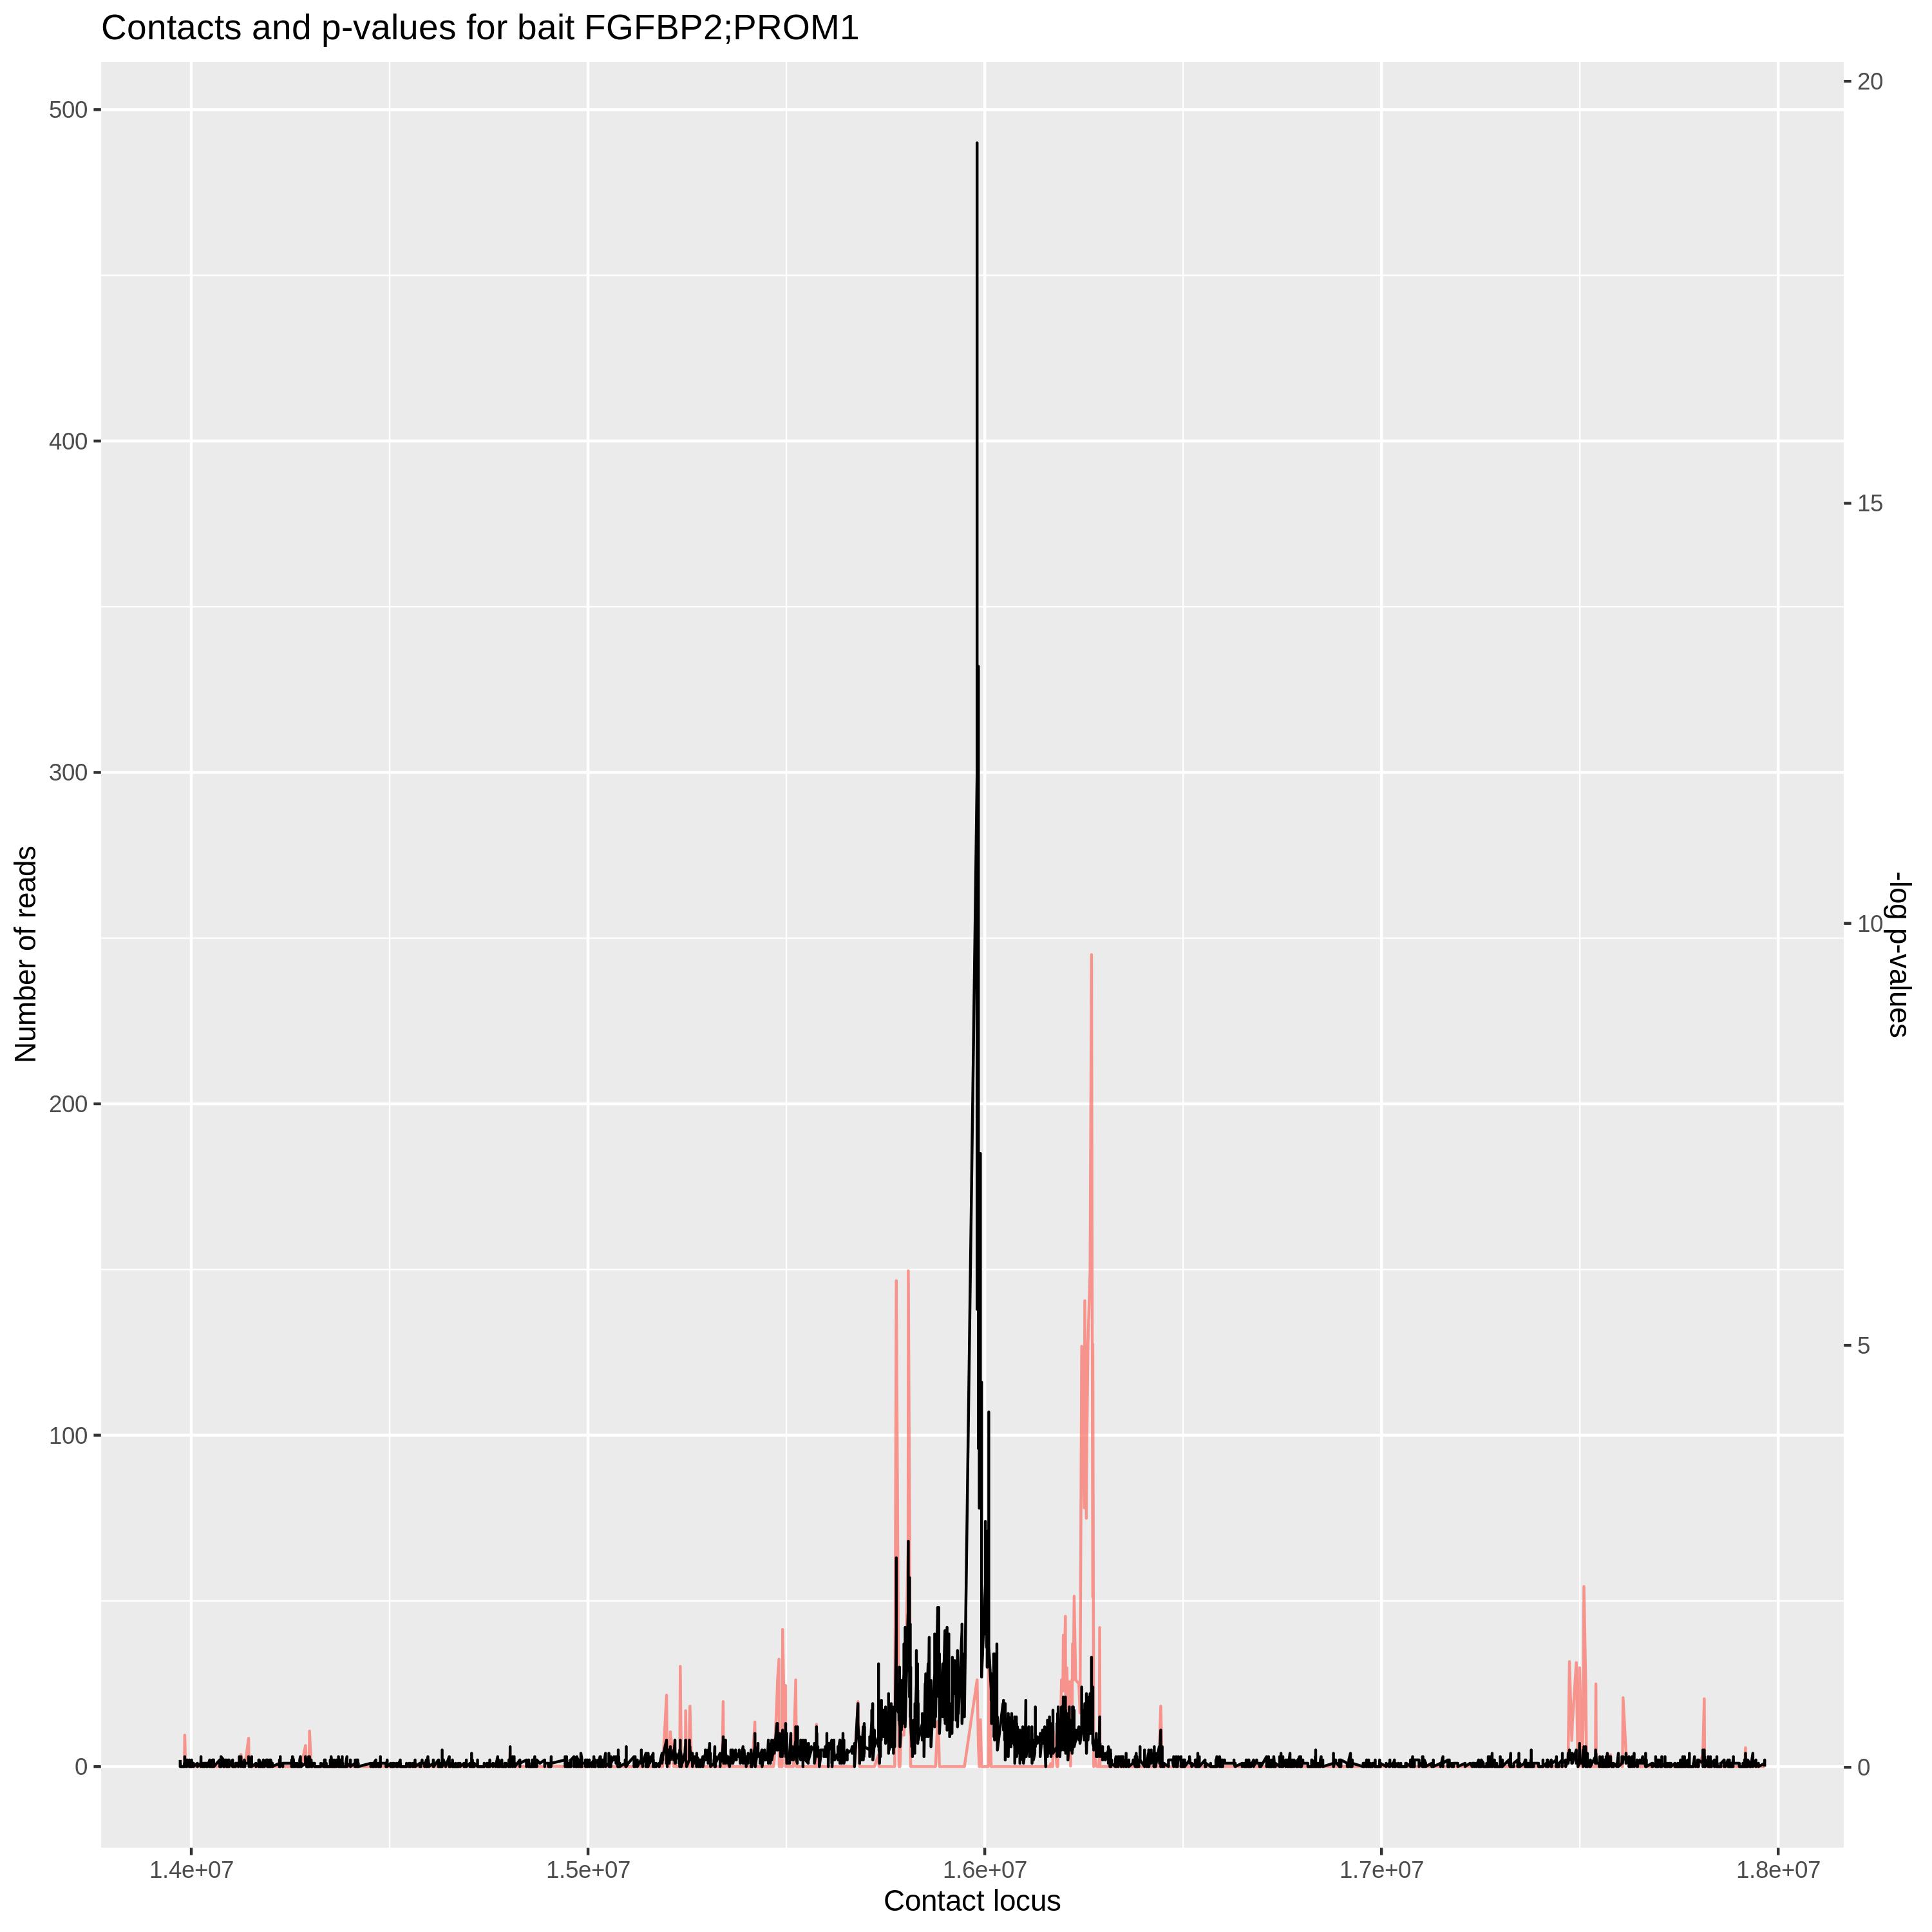 Contacts and p-values for bait FGFBP2;PROM1
500
400
300
200
100
0
Number of reads
20
15
10
5
0
-log p-values
1.4e+07
1.5e+07
1.6e+07
1.7e+07
1.8e+07
Contact locus